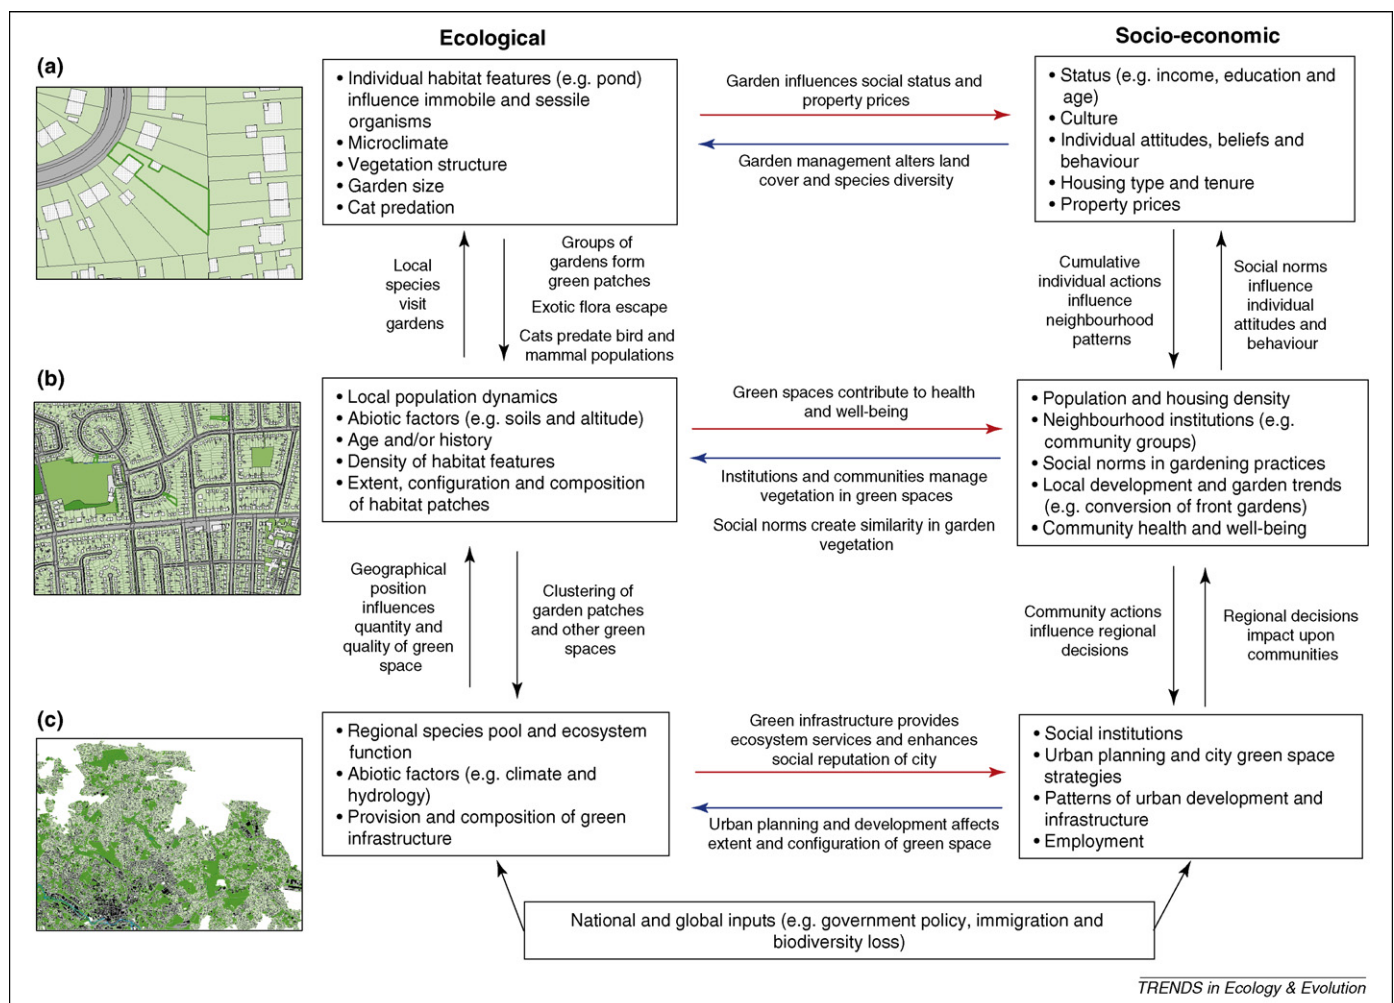 Ecological
Socio-economic
(a)
• Individual habitat features (e.g. pond)
influence immobile and sessile
organisms
• Microclimate
• Vegetation structure
• Garden size
• Cat predation
Garden influences social status and
property prices
Garden management alters land
cover and species diversity
• Status (e.g. income, education and
age)
• Culture
• Individual attitudes, beliefs and
behaviour
• Housing type and tenure
• Property prices
Local
species
visit
gardens
Groups of
gardens form
green patches
Exotic flora escape
Cats predate bird and
mammal populations
Cumulative
individual actions
influence
neighbourhood
patterns
Social norms
influence
individual
attitudes and
behaviour
(b)
• Local population dynamics
• Abiotic factors (e.g. soils and altitude)
• Age and/or history
• Density of habitat features
• Extent, configuration and composition
of habitat patches
Green spaces contribute to health
and well-being
Institutions and communities manage
vegetation in green spaces
Social norms create similarity in garden
vegetation
• Population and housing density
• Neighbourhood institutions (e.g.
community groups)
• Social norms in gardening practices
• Local development and garden trends
(e.g. conversion of front gardens)
• Community health and well-being
Geographical
position
influences
quantity and
quality of green
space
Clustering of
garden patches
and other green
spaces
Community actions
influence regional
decisions
Regional decisions
impact upon
communities
(c)
• Regional species pool and ecosystem
function
• Abiotic factors (e.g. climate and
hydrology)
• Provision and composition of green
infrastructure
Green infrastructure provides
ecosystem services and enhances
social reputation of city
Urban planning and development affects
extent and configuration of green space
• Social institutions
• Urban planning and city green space
strategies
• Patterns of urban development and
infrastructure
• Employment
National and global inputs (e.g. government policy, immigration and
biodiversity loss)
TRENDS in Ecology & Evolution